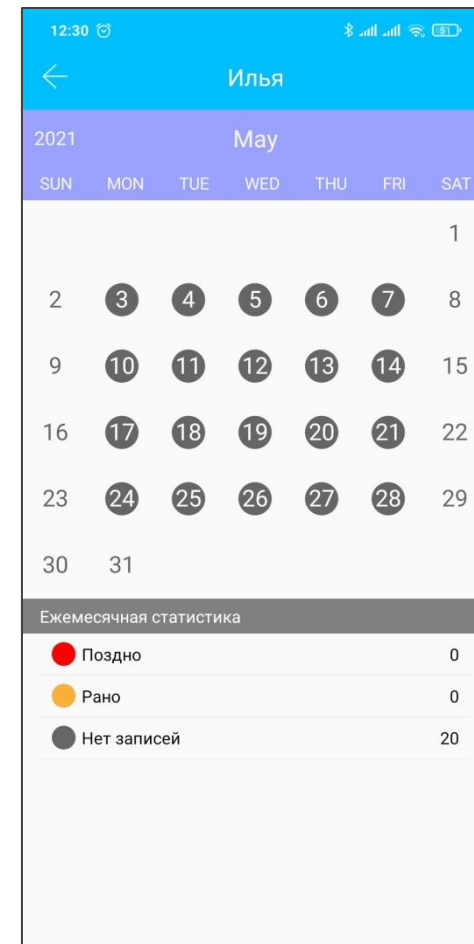 12:30 51
Илья
2021 May
SUN MON TUE WED THU FRI SAT
1
2 3 4 5 6 7 8
9 10 11 12 13 14 15
16 17 18 19 20 21 22
23 24 25 26 27 28 29
30 31
Ежемесячная статистика
Поздно 0
Рано 0
Нет записей 20